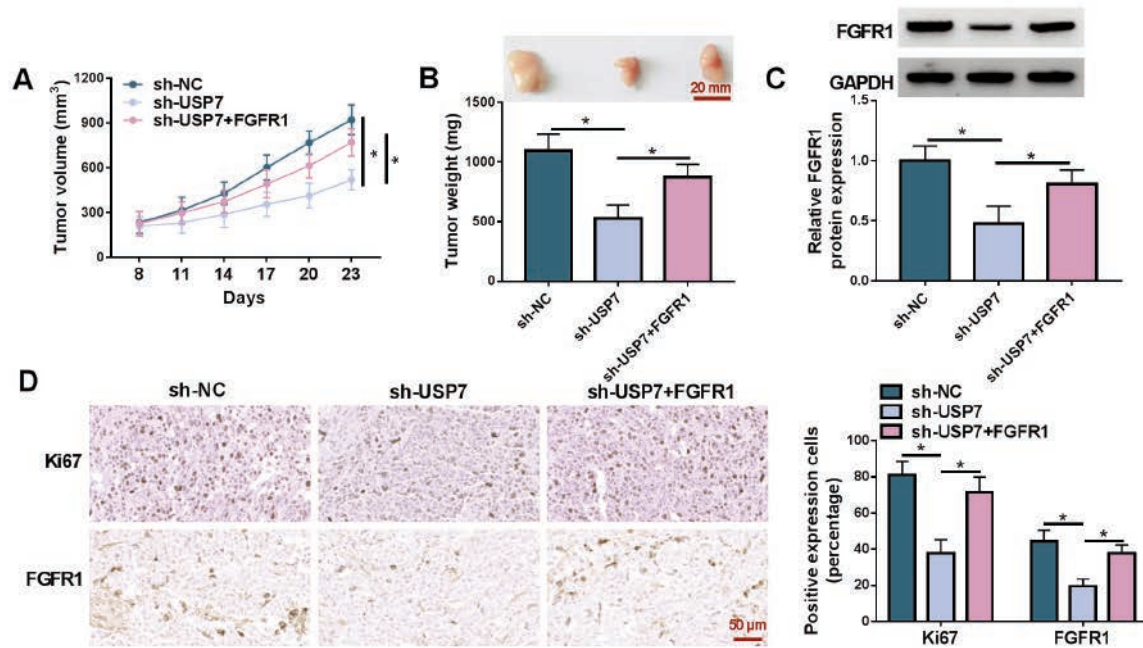 A
Tumor volume (mm³)
1200
900
600
300
0
sh-NC
sh-USP7
sh-USP7+FGFR1
*
*
8 11 14 17 20 23
Days
B
20 mm
Tumor weight (mg)
1500
1000
500
0
*
*
sh-NC
sh-USP7
sh-USP7+FGFR1
C
FGFR1
GAPDH
Relative FGFR1
protein expression
1.5
1.0
0.5
0.0
*
*
sh-NC
sh-USP7
sh-USP7+FGFR1
D
sh-NC sh-USP7 sh-USP7+FGFR1
Ki67
FGFR1
50 µm
sh-NC
sh-USP7
sh-USP7+FGFR1
Positive expression cells
(percentage)
100
80
60
40
20
0
* *
* *
Ki67 FGFR1